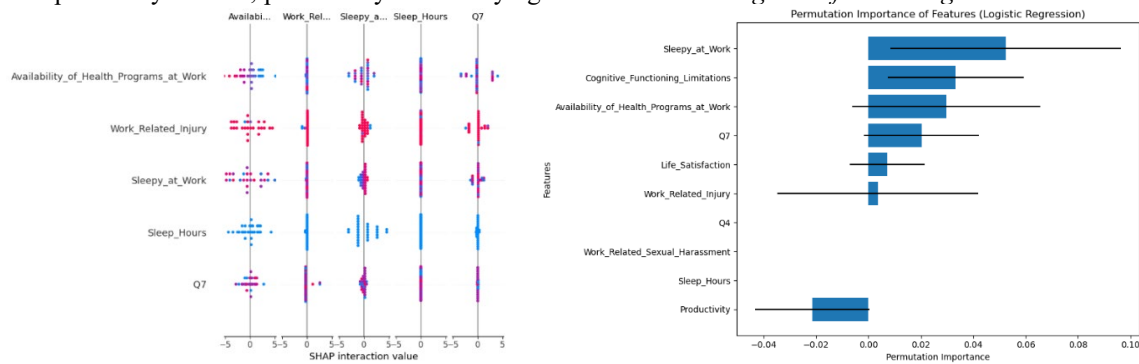 Availabi... Work_Rel... Sleepy_a... Sleep_Hours Q7
Availability_of_Health_Programs_at_Work
Work_Related_Injury
Sleepy_at_Work
Sleep_Hours
Q7
−5 0 5−5 0 5−5 0 5−5 0 5−5 0 5
SHAP interaction value
Permutation Importance of Features (Logistic Regression)
Features
Sleepy_at_Work
Cognitive_Functioning_Limitations
Availability_of_Health_Programs_at_Work
Q7
Life_Satisfaction
Work_Related_Injury
Q4
Work_Related_Sexual_Harassment
Sleep_Hours
Productivity
−0.04 −0.02 0.00 0.02 0.04 0.06 0.08 0.10
Permutation Importance